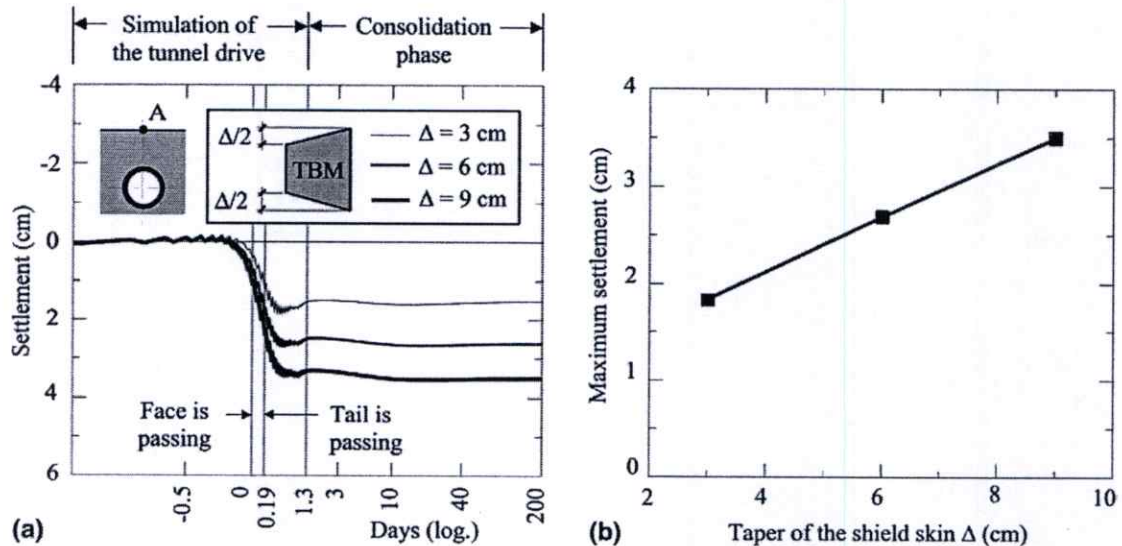 Simulation of
the tunnel drive
Consolidation
phase
-4
-2
0
2
4
6
Settlement (cm)
A
Δ/2
Δ/2
TBM
Δ = 3 cm
Δ = 6 cm
Δ = 9 cm
Face is
passing
Tail is
passing
-0.5
0
0.19
1.3
3
10
40
200
Days (log.)
(a)
4
3
2
1
0
Maximum settlement (cm)
2
4
6
8
10
Taper of the shield skin Δ (cm)
(b)